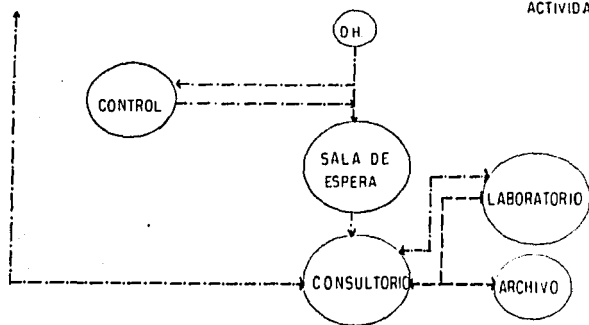 ACTIVIDA
DH.
CONTROL
SALA DE
ESPERA
LABORATORIO
CONSULTORIO
ARCHIVO